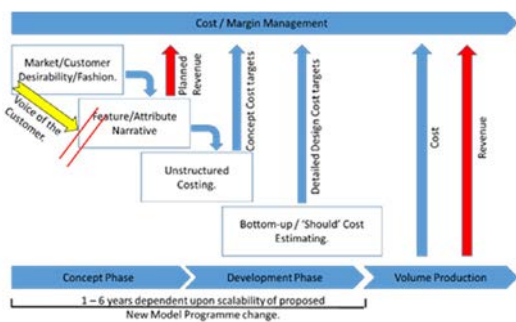 Cost / Margin Management
Market/Customer
Desirability/Fashion.
Voice of the
Customer.
Feature/Attribute
Narrative
Planned
Revenue
Unstructured
Costing.
Concept Cost targets
Bottom-up / 'Should' Cost
Estimating.
Detailed Design Cost targets
Cost
Revenue
Concept Phase
Development Phase
Volume Production
1 – 6 years dependent upon scalability of proposed
New Model Programme change.